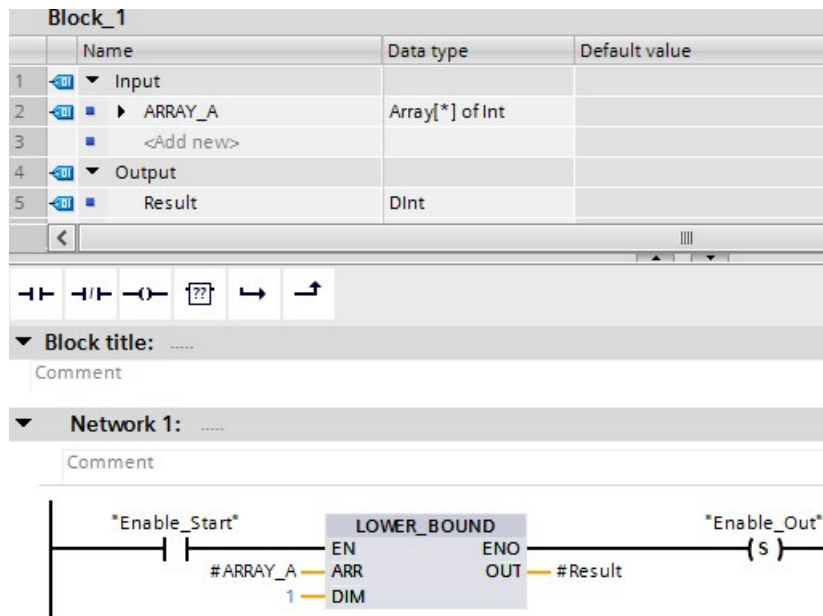 Block_1
Name Data type Default value
1 Input
2 ARRAY_A Array[*] of Int
3 <Add new>
4 Output
5 Result DInt
??
Block title: .....
Comment
Network 1: .....
Comment
"Enable_Start" LOWER_BOUND "Enable_Out"
EN ENO S
#ARRAY_A ARR OUT #Result
1 DIM